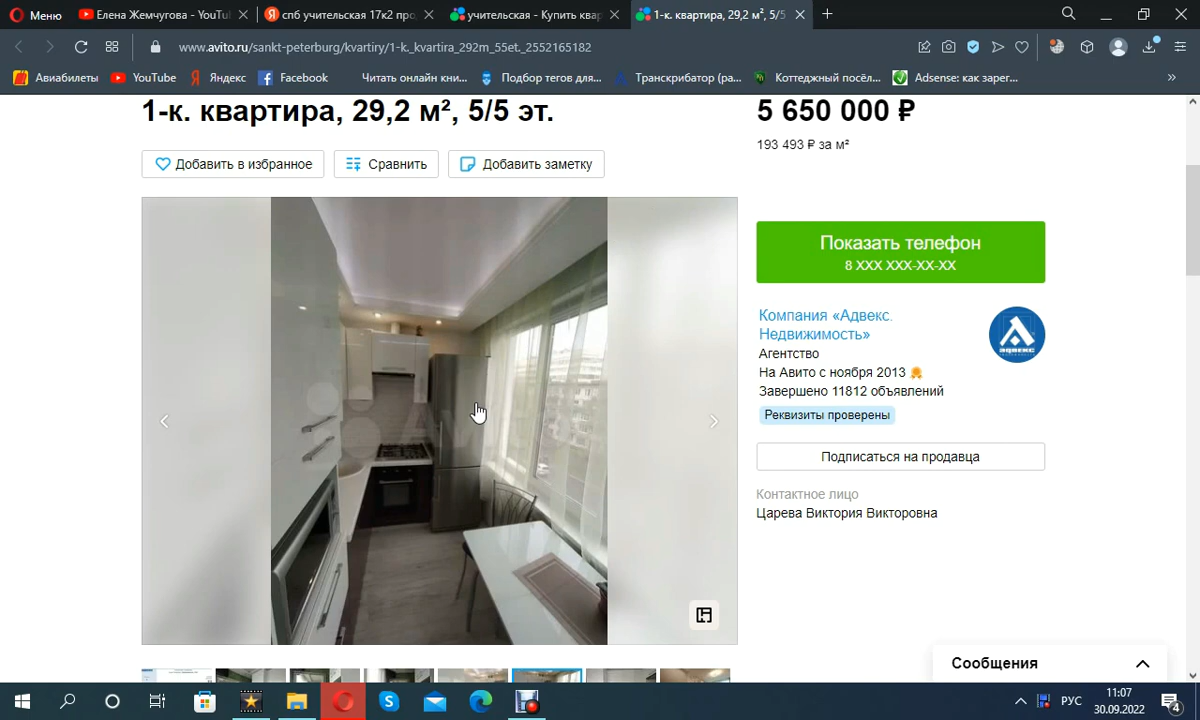 Меню
Елена Жемчугова - YouTu
спб учительская 17к2 про
учительская - Купить квар
1-к. квартира, 29,2 м², 5/5
www.avito.ru/sankt-peterburg/kvartiry/1-k._kvartira_292m_55et._2552165182
Авиабилеты
YouTube
Яндекс
Facebook
Читать онлайн кни...
Подбор тегов для...
Транскрибатор (ра...
Коттеджный посёл...
Adsense: как зарег...
1-к. квартира, 29,2 м², 5/5 эт.
5 650 000 ₽
193 493 ₽ за м²
Добавить в избранное
Сравнить
Добавить заметку
Показать телефон
8 XXX XXX-XX-XX
Компания «Адвекс.
Недвижимость»
Агентство
На Авито с ноября 2013
Завершено 11812 объявлений
Реквизиты проверены
адвекс
Подписаться на продавца
Контактное лицо
Царева Виктория Викторовна
Сообщения
РУС
11:07
30.09.2022
4